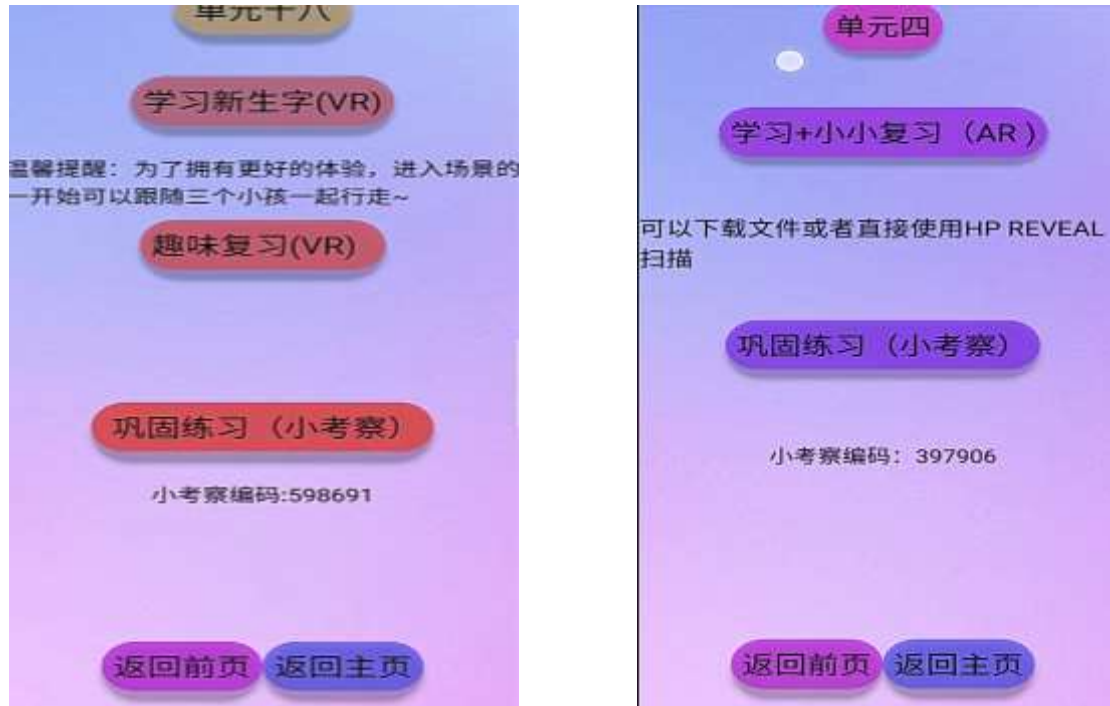 单元十八
学习新生字(VR)
温馨提醒：为了拥有更好的体验，进入场景的
一开始可以跟随三个小孩一起行走~
趣味复习(VR)
巩固练习（小考察）
小考察编码:598691
返回前页 返回主页
单元四
学习+小小复习（AR )
可以下载文件或者直接使用HP REVEAL
扫描
巩固练习（小考察）
小考察编码：397906
返回前页 返回主页